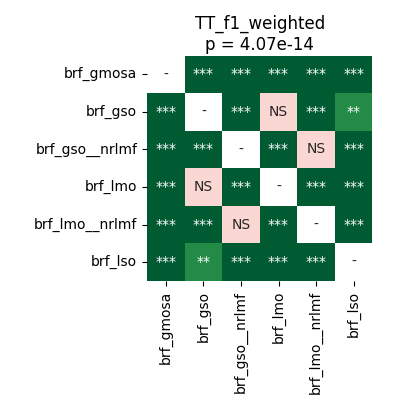 TT_f1_weighted
p = 4.07e-14
brf_gmosa - *** *** *** *** ***
brf_gso *** - *** NS *** **
brf_gso__nrlmf *** *** - *** NS ***
brf_lmo *** NS *** - *** ***
brf_lmo__nrlmf *** *** NS *** - ***
brf_lso *** ** *** *** *** -
brf_gmosa
brf_gso
brf_gso__nrlmf
brf_lmo
brf_lmo__nrlmf
brf_lso